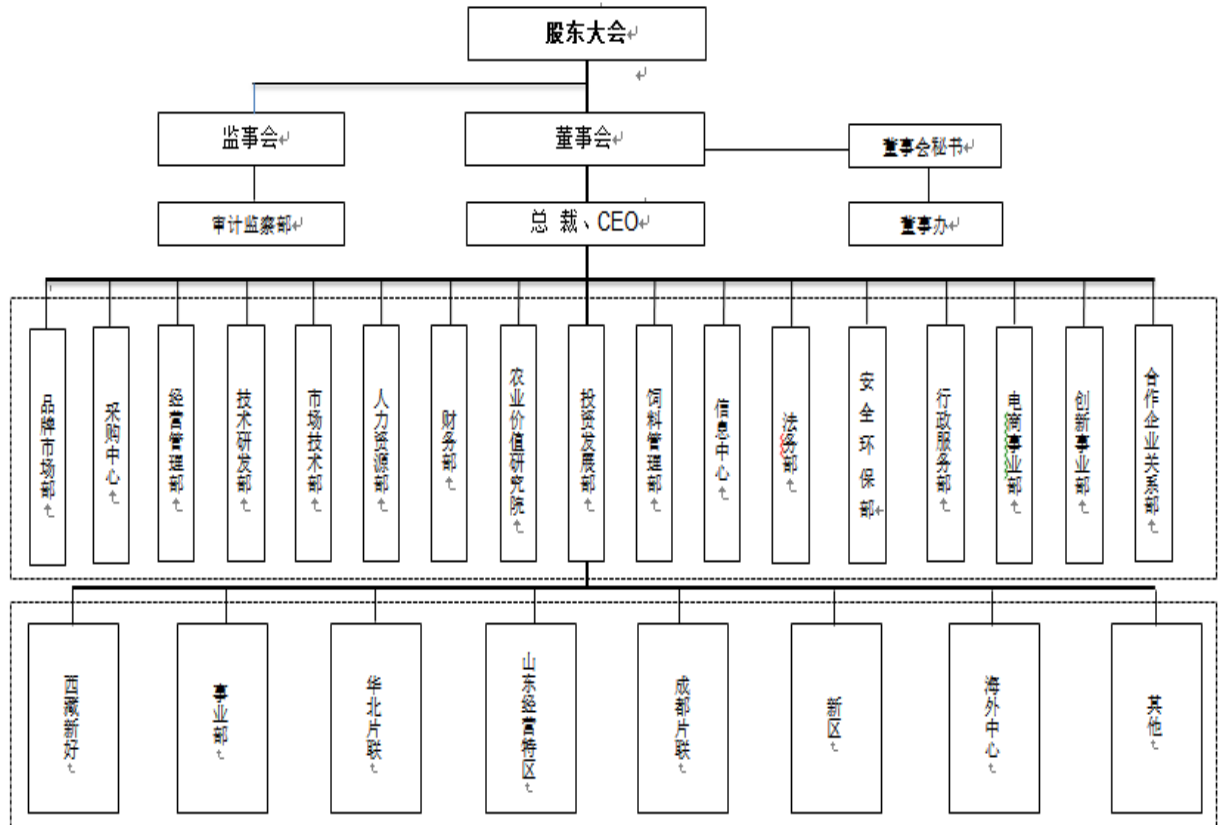 股东大会
监事会
董事会
董事会秘书
审计监察部
总 裁、CEO
董事办
品牌市场部
采购中心
经营管理部
技术研发部
市场技术部
人力资源部
财务部
农业价值研究院
投资发展部
饲料管理部
信息中心
法务部
安全环保部
行政服务部
电商事业部
创新事业部
合作企业关系部
西藏新好
事业部
华北片联
山东经营特区
成都片联
新区
海外中心
其他